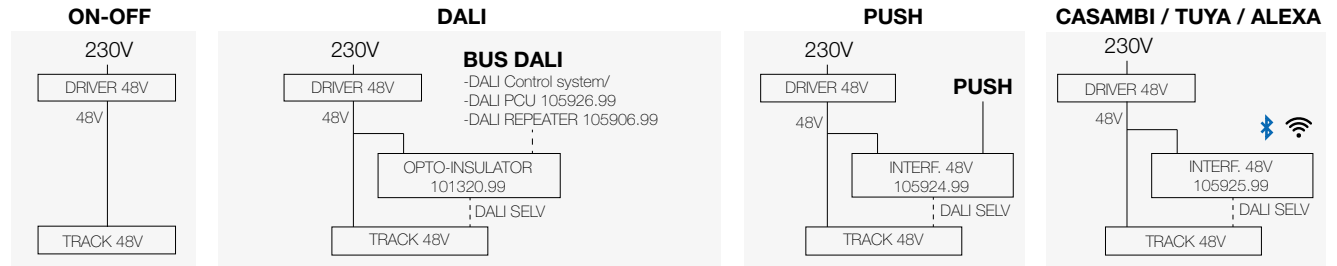 ON-OFF
230V
DRIVER 48V
48V
TRACK 48V
DALI
230V
BUS DALI
-DALI Control system/
-DALI PCU 105926.99
-DALI REPEATER 105906.99
DRIVER 48V
48V
OPTO-INSULATOR
101320.99
DALI SELV
TRACK 48V
PUSH
230V
DRIVER 48V
PUSH
48V
INTERF. 48V
105924.99
DALI SELV
TRACK 48V
CASAMBI / TUYA / ALEXA
230V
DRIVER 48V
48V
INTERF. 48V
105925.99
DALI SELV
TRACK 48V